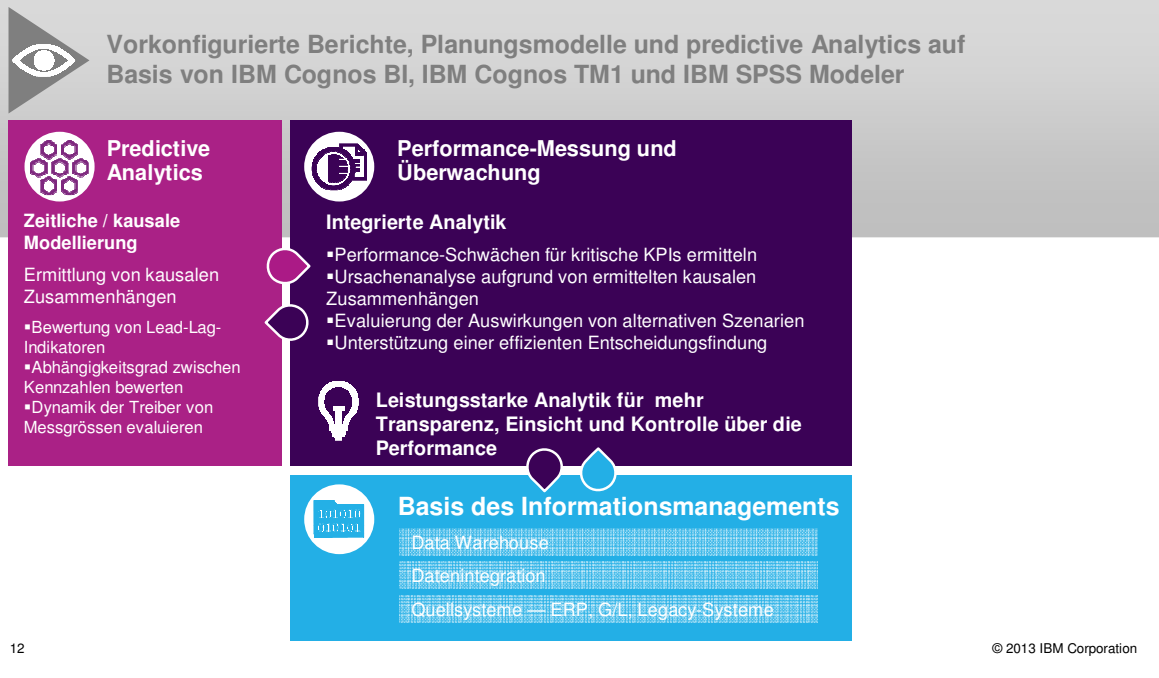 Vorkonfigurierte Berichte, Planungsmodelle und predictive Analytics auf
Basis von IBM Cognos BI, IBM Cognos TM1 und IBM SPSS Modeler
Predictive
Analytics
Zeitliche / kausale
Modellierung
Ermittlung von kausalen
Zusammenhängen
▪Bewertung von Lead-Lag-
Indikatoren
▪Abhängigkeitsgrad zwischen
Kennzahlen bewerten
▪Dynamik der Treiber von
Messgrössen evaluieren
Performance-Messung und
Überwachung
Integrierte Analytik
▪Performance-Schwächen für kritische KPIs ermitteln
▪Ursachenanalyse aufgrund von ermittelten kausalen
Zusammenhängen
▪Evaluierung der Auswirkungen von alternativen Szenarien
▪Unterstützung einer effizienten Entscheidungsfindung
Leistungsstarke Analytik für  mehr
Transparenz, Einsicht und Kontrolle über die
Performance
101010
010101
Basis des Informationsmanagements
Data Warehouse
Datenintegration
Quellsysteme — ERP, G/L, Legacy-Systeme
12
© 2013 IBM Corporation